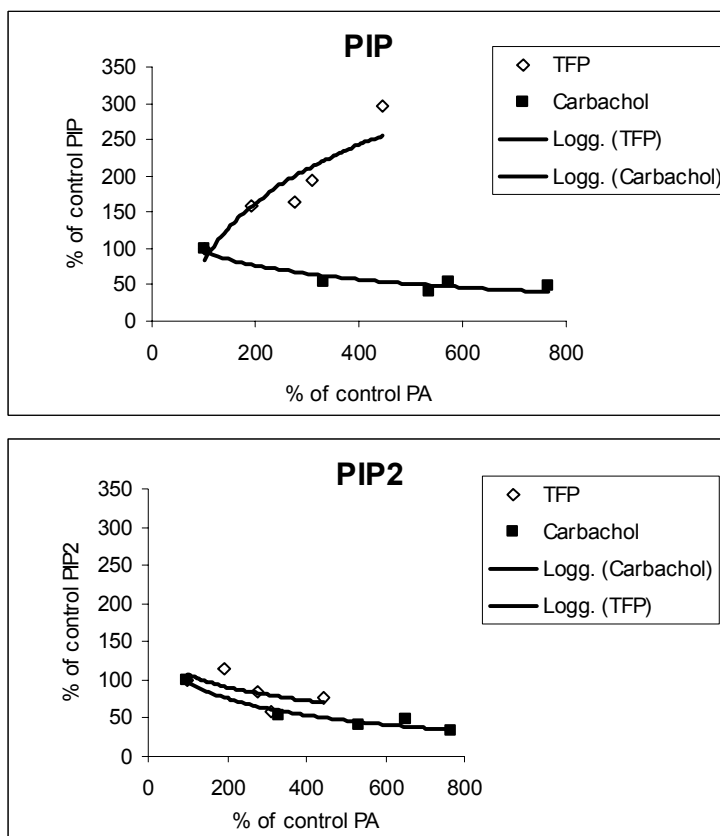 PIP
350
300
250
200
150
100
50
0
% of control PIP
0 200 400 600 800
% of control PA
TFP
Carbachol
Logg. (TFP)
Logg. (Carbachol)
PIP2
350
300
250
200
150
100
50
0
% of control PIP2
0 200 400 600 800
% of control PA
TFP
Carbachol
Logg. (Carbachol)
Logg. (TFP)